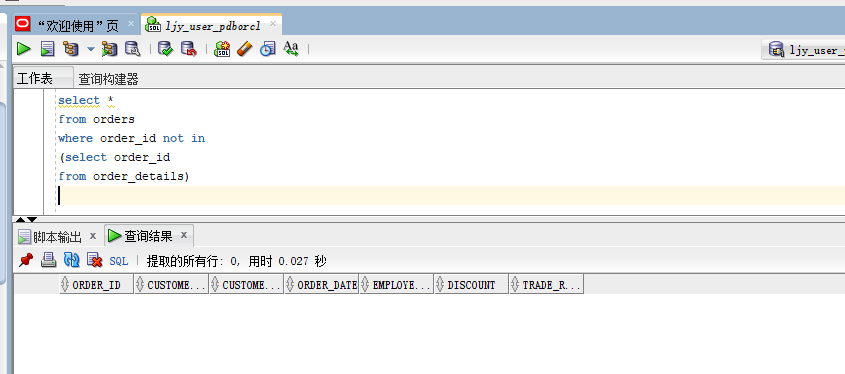 “欢迎使用”页
ljy_user_pdborcl
SQL
Aa
ljy_user_
工作表 查询构建器
select *
from orders
where order_id not in
(select order_id
from order_details)
脚本输出 x 查询结果 x
SQL 提取的所有行: 0, 用时 0.027 秒
ORDER_ID CUSTOME... CUSTOME... ORDER_DATE EMPLOYE... DISCOUNT TRADE_R...